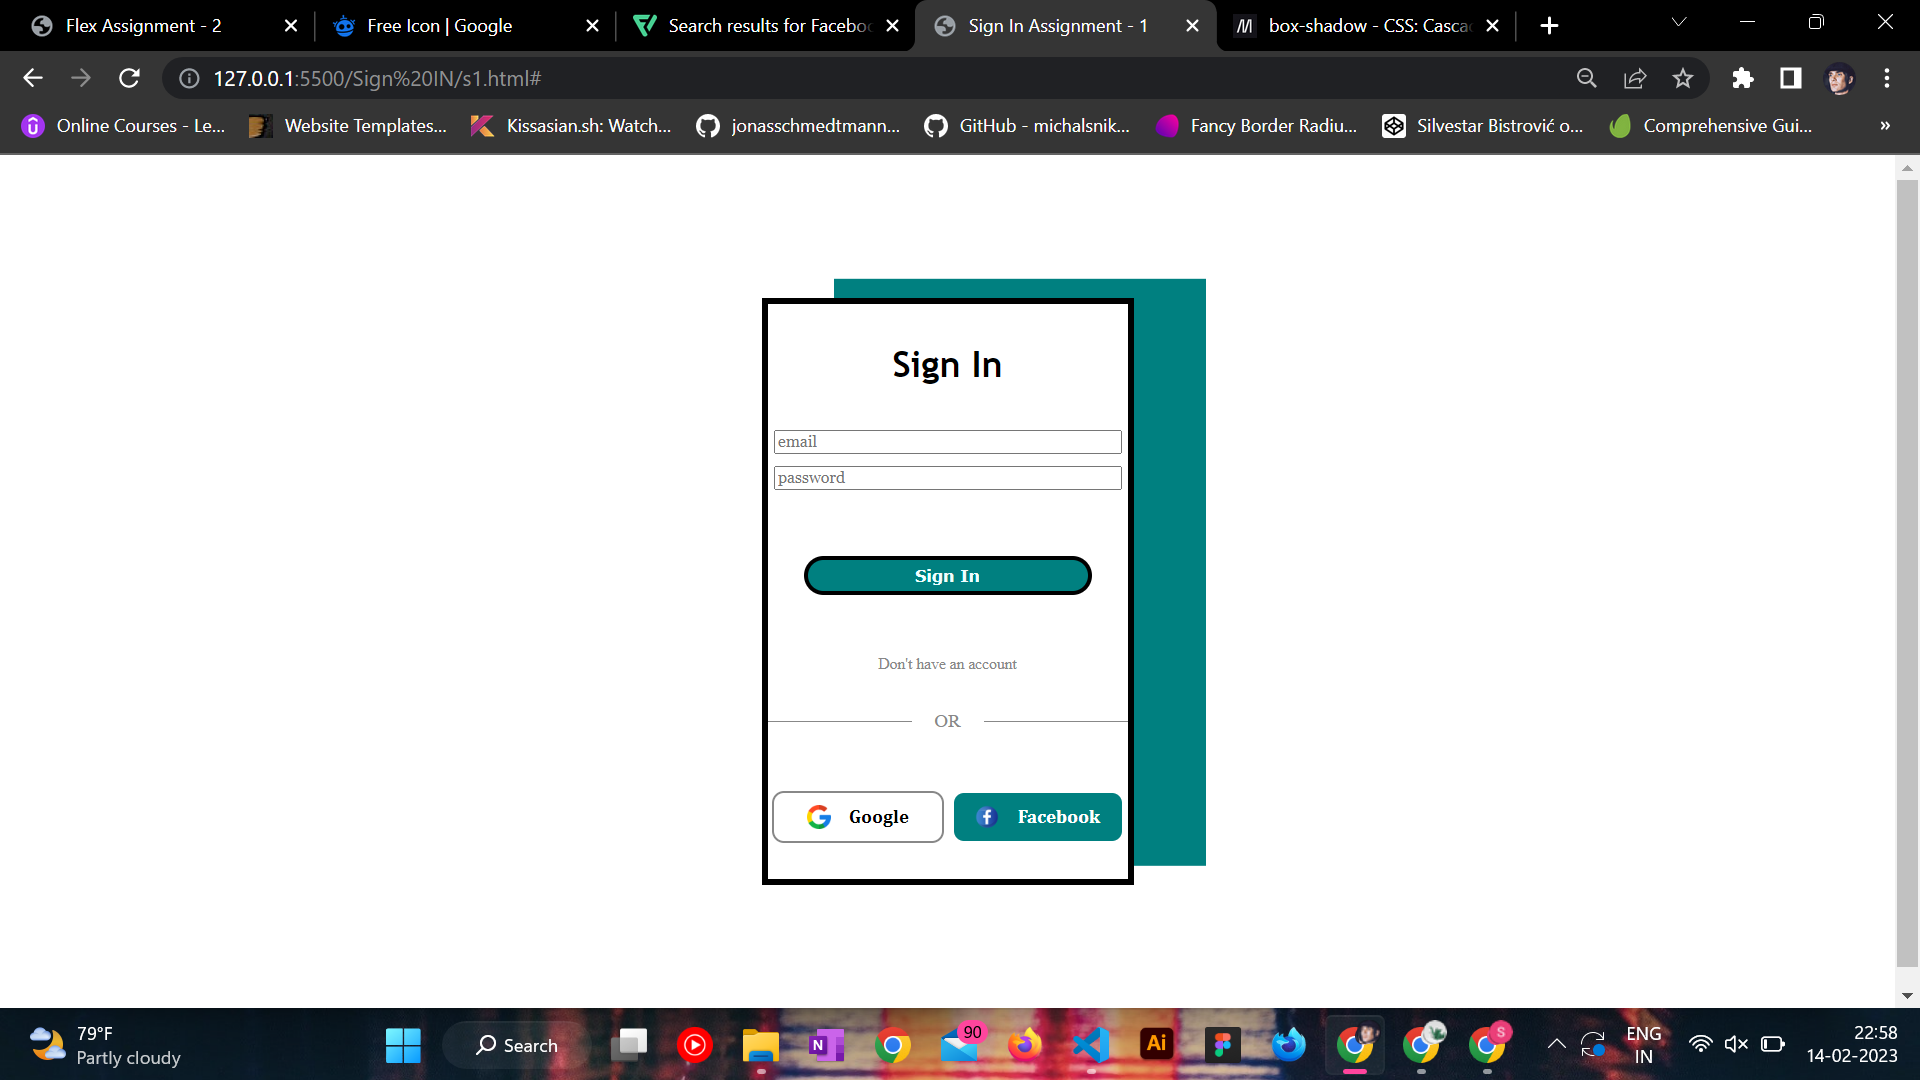 Flex Assignment - 2
Free Icon | Google
Search results for Faceboo
Sign In Assignment - 1
box-shadow - CSS: Casca
127.0.0.1:5500/Sign%20IN/s1.html#
Online Courses - Le...
Website Templates...
Kissasian.sh: Watch...
jonasschmedtmann...
GitHub - michalsnik...
Fancy Border Radiu...
Silvestar Bistrović o...
Comprehensive Gui...
»
Sign In
email
password
Sign In
Don't have an account
OR
Google
Facebook
79°F
Partly cloudy
Search
N
90
Ai
S
ENG
IN
22:58
14-02-2023